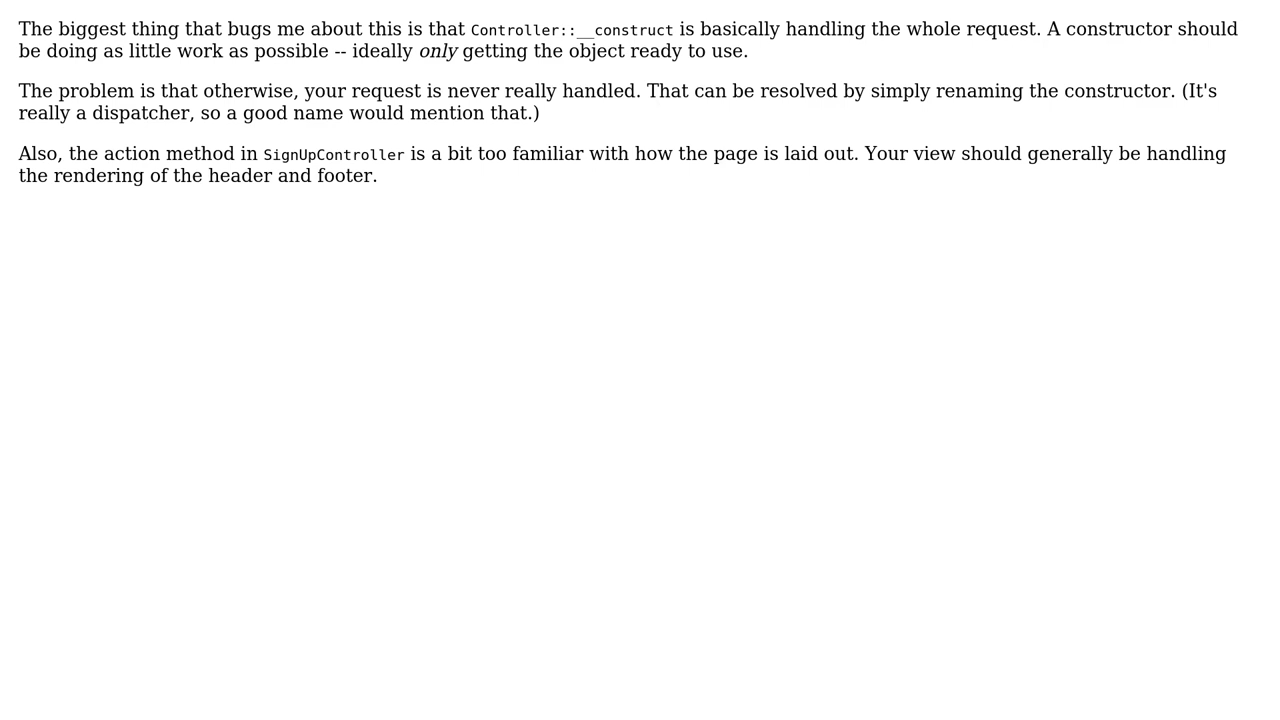 The biggest thing that bugs me about this is that Controller::__construct is basically handling the whole request. A constructor should
be doing as little work as possible -- ideally only getting the object ready to use.
The problem is that otherwise, your request is never really handled. That can be resolved by simply renaming the constructor. (It's
really a dispatcher, so a good name would mention that.)
Also, the action method in SignUpController is a bit too familiar with how the page is laid out. Your view should generally be handling
the rendering of the header and footer.